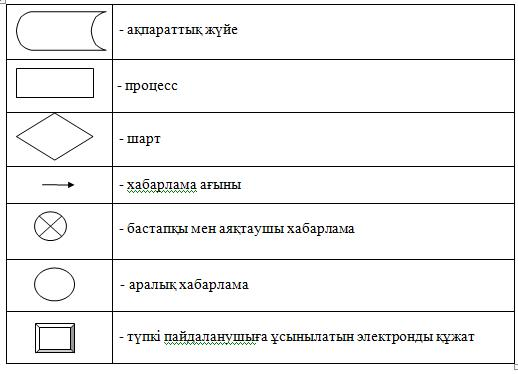 - ақпараттық жүйе
- процесс
- шарт
- хабарлама ағыны
- бастапқы мен аяқтаушы хабарлама
- аралық хабарлама
- түпкі пайдаланушыға ұсынылатын электронды құжат